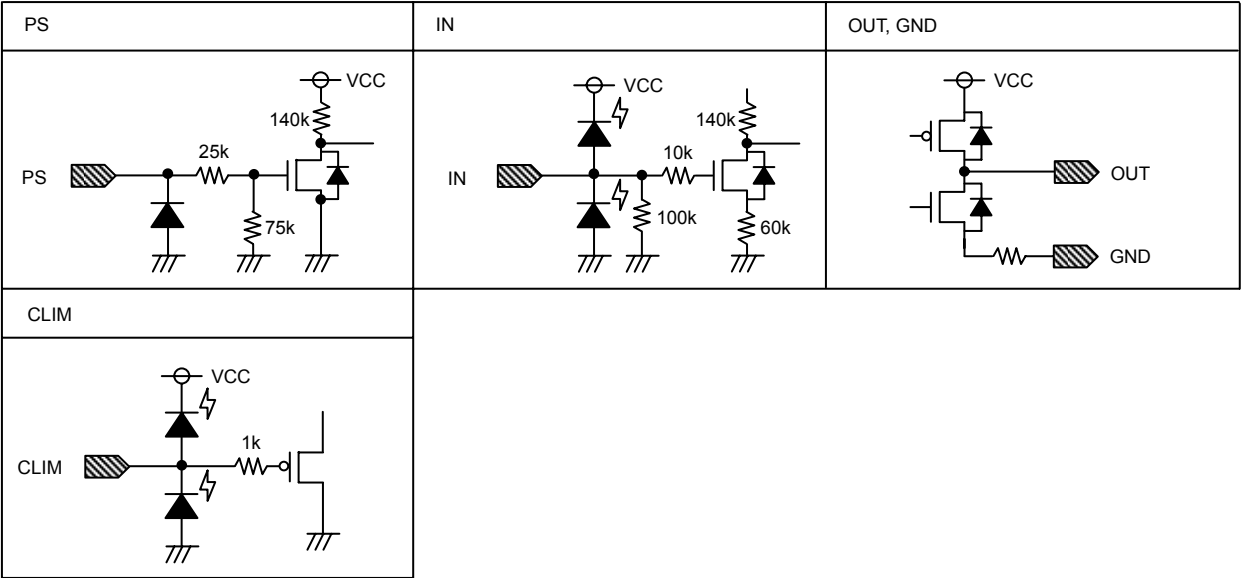 PS
IN
OUT, GND
VCC
140k
25k
PS
75k
VCC
140k
10k
IN
100k
60k
VCC
OUT
GND
CLIM
VCC
1k
CLIM